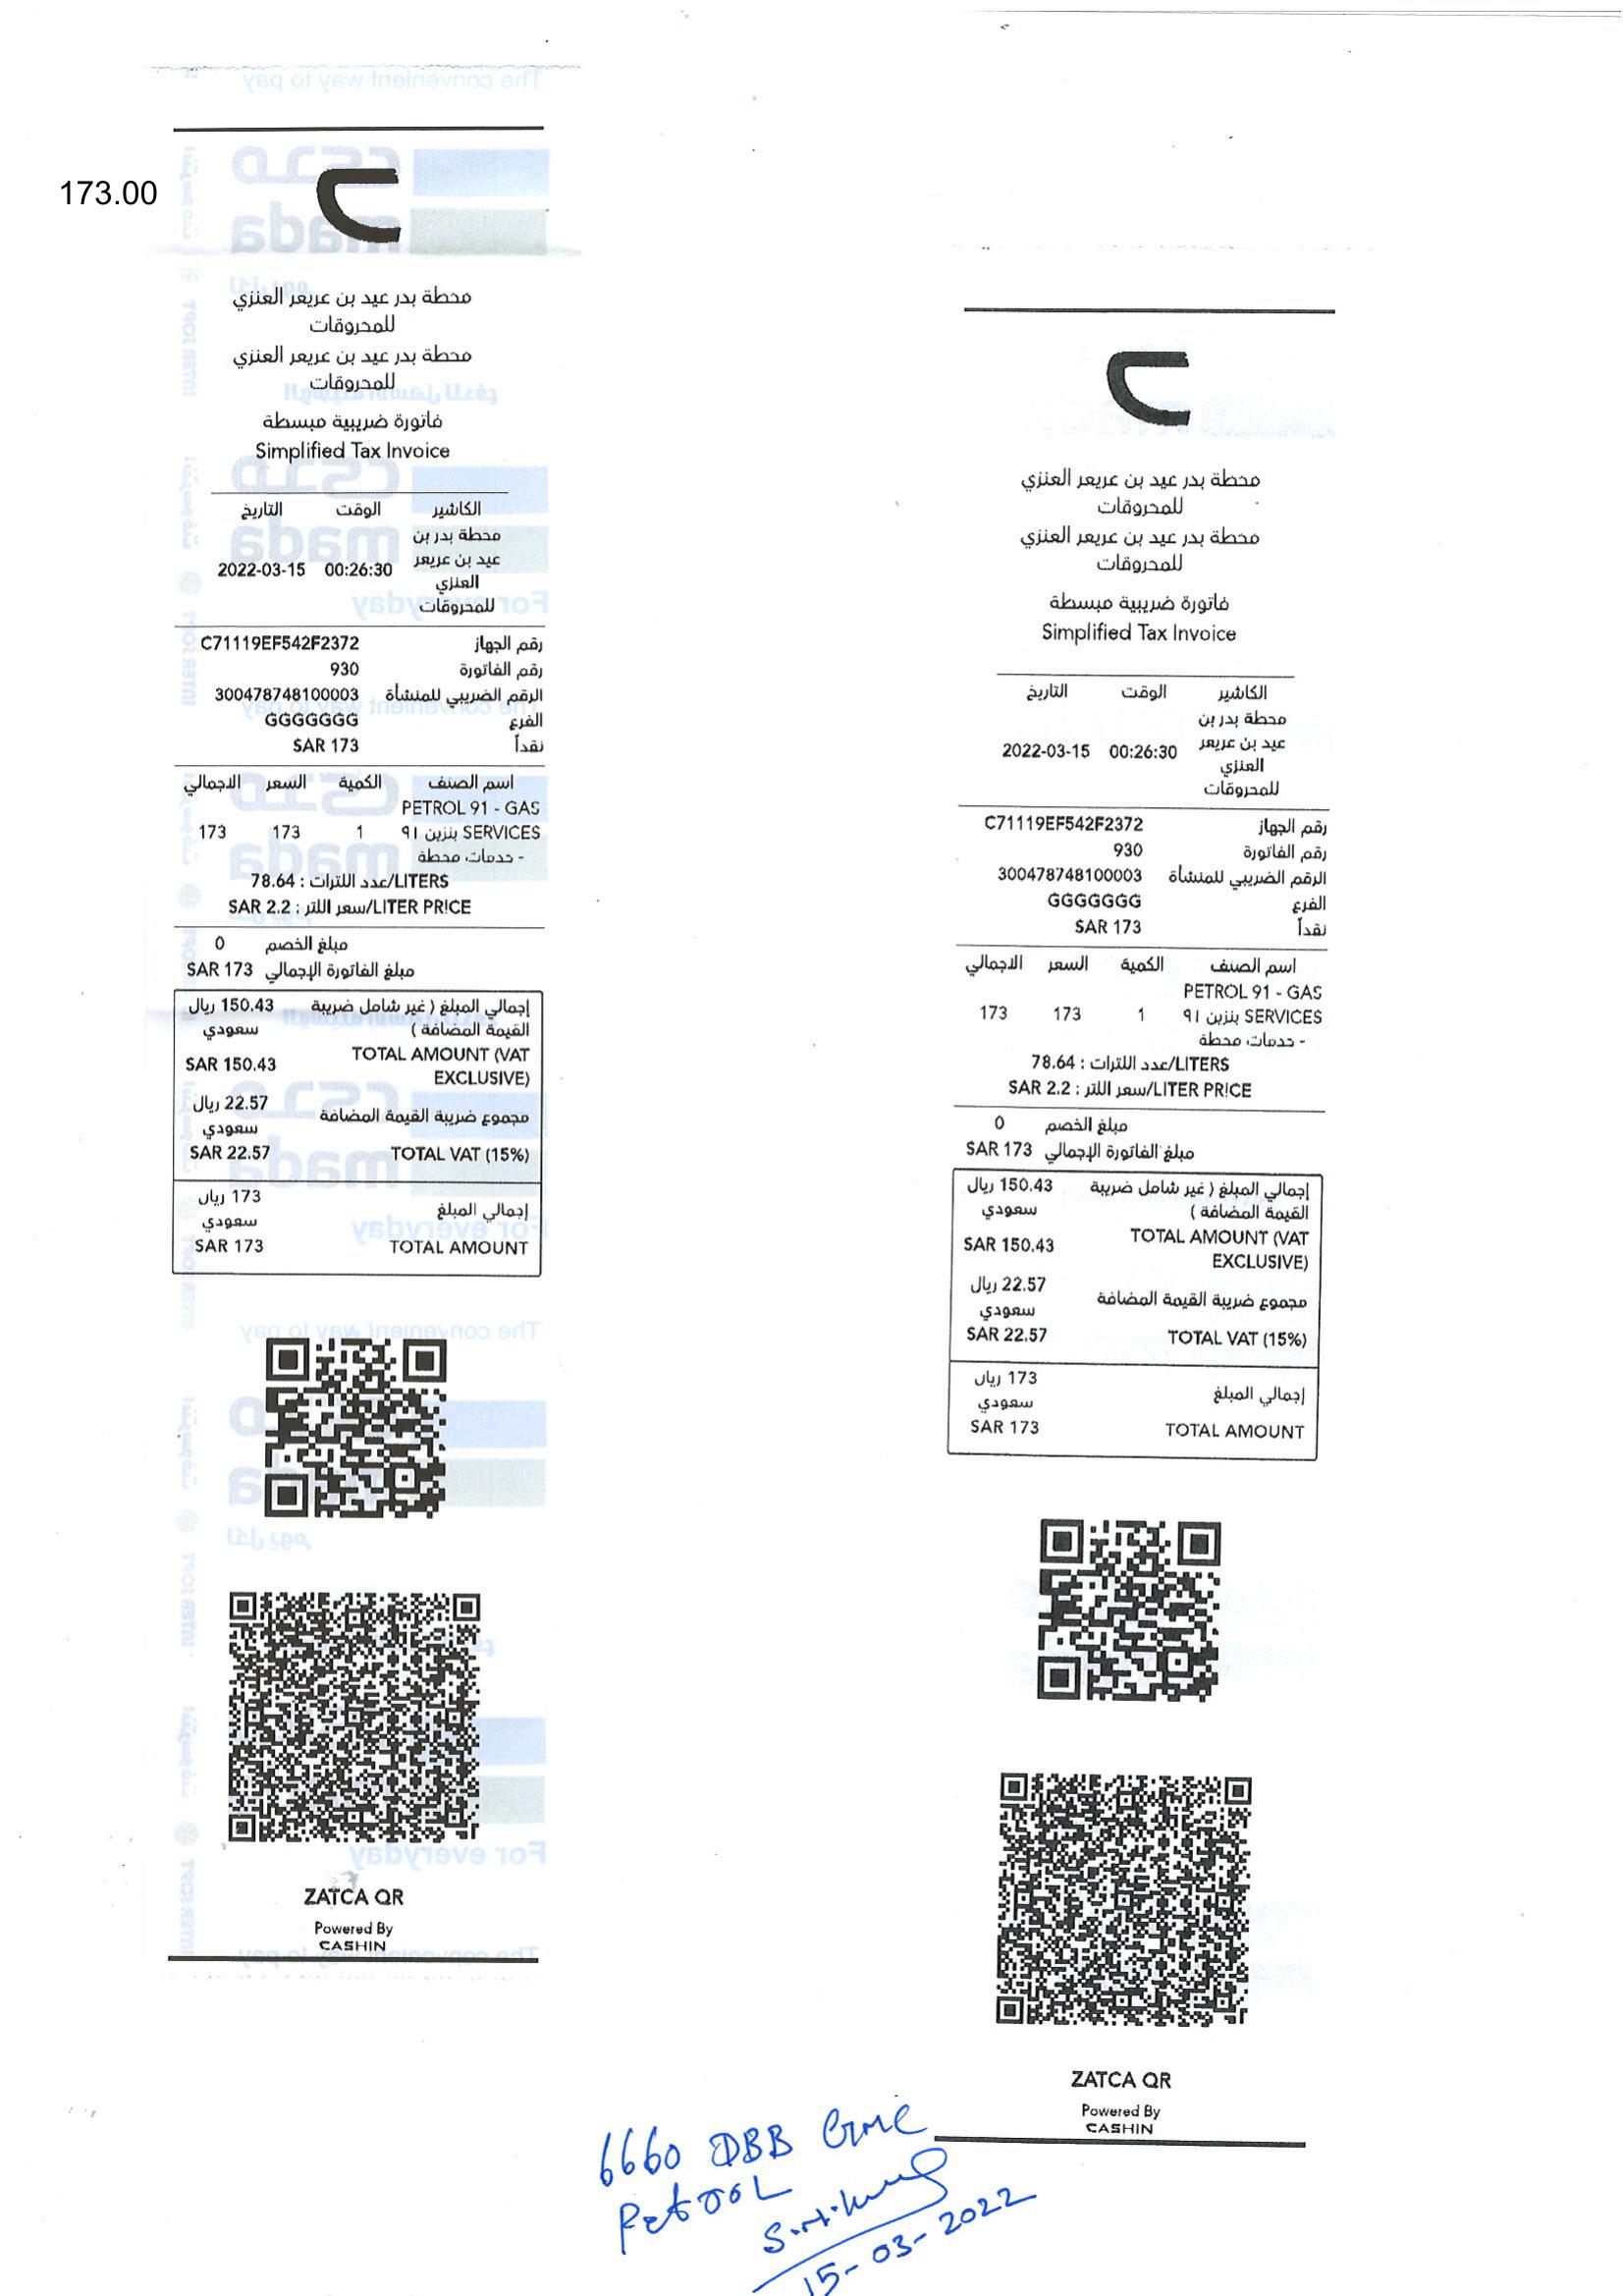 173.00
محطة بدر عيد بن عريعر العنزي
للمحروقات
محطة بدر عيد بن عريعر العنزي
للمحروقات
فاتورة ضريبية مبسطة
Simplified Tax Invoice
الكاشير الوقت التاريخ
محطة بدر بن
عيد بن عريعر
العنزي
للمحروقات
00:26:30 2022-03-15
رقم الجهاز C71119EF542F2372
رقم الفاتورة 930
الرقم الضريبي للمنشأة 300478748100003
الفرع GGGGGGG
نقداً SAR 173
اسم الصنف الكمية السعر الاجمالي
PETROL 91 - GAS
SERVICES بنزين ٩١ 1 173 173
- خدمات محطة
LITERS/عدد اللترات : 78.64
LITER PRICE/سعر اللتر : SAR 2.2
مبلغ الخصم 0
مبلغ الفاتورة الإجمالي SAR 173
إجمالي المبلغ ( غير شامل ضريبة 150.43 ريال
القيمة المضافة ) سعودي
TOTAL AMOUNT (VAT
EXCLUSIVE) SAR 150.43
مجموع ضريبة القيمة المضافة 22.57 ريال
سعودي
TOTAL VAT (15%) SAR 22.57
إجمالي المبلغ 173 ريال
سعودي
TOTAL AMOUNT SAR 173
ZATCA QR
Powered By
CASHIN
محطة بدر عيد بن عريعر العنزي
للمحروقات
محطة بدر عيد بن عريعر العنزي
للمحروقات
فاتورة ضريبية مبسطة
Simplified Tax Invoice
الكاشير الوقت التاريخ
محطة بدر بن
عيد بن عريعر
العنزي
للمحروقات
00:26:30 2022-03-15
رقم الجهاز C71119EF542F2372
رقم الفاتورة 930
الرقم الضريبي للمنشأة 300478748100003
الفرع GGGGGGG
نقداً SAR 173
اسم الصنف الكمية السعر الاجمالي
PETROL 91 - GAS
SERVICES بنزين ٩١ 1 173 173
- خدمات محطة
LITERS/عدد اللترات : 78.64
LITER PRICE/سعر اللتر : SAR 2.2
مبلغ الخصم 0
مبلغ الفاتورة الإجمالي SAR 173
إجمالي المبلغ ( غير شامل ضريبة 150.43 ريال
القيمة المضافة ) سعودي
TOTAL AMOUNT (VAT
EXCLUSIVE) SAR 150.43
مجموع ضريبة القيمة المضافة 22.57 ريال
سعودي
TOTAL VAT (15%) SAR 22.57
إجمالي المبلغ 173 ريال
سعودي
TOTAL AMOUNT SAR 173
ZATCA QR
Powered By
CASHIN
6660 DBB
Petrol
15-03-2022